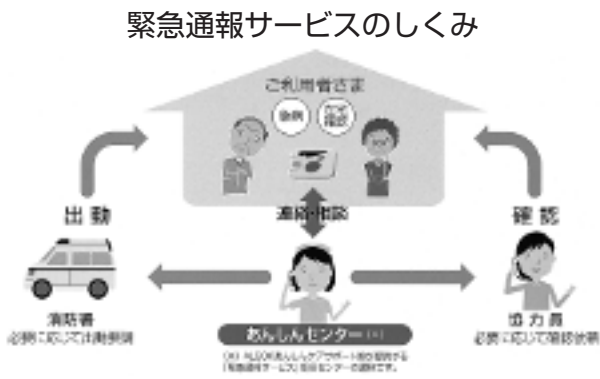 緊急通報サービスのしくみ
ご利用者さま
急病
連絡・相談
出動
確認
消防署
必要に応じて出動要請
協力員
必要に応じて確認依頼
あんしんセンター(※)